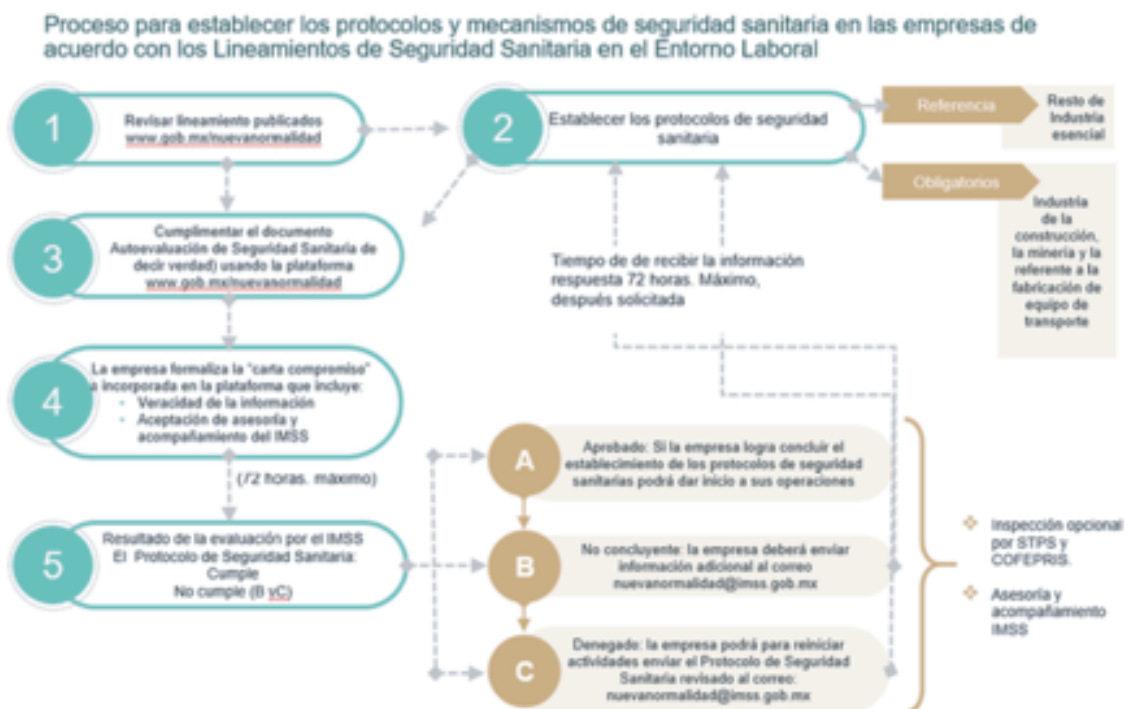 Proceso para establecer los protocolos y mecanismos de seguridad sanitaria en las empresas de
acuerdo con los Lineamientos de Seguridad Sanitaria en el Entorno Laboral
1
Revisar lineamiento publicados
www.gob.mx/nuevanormalidad
2
Establecer los protocolos de seguridad
sanitaria
Referencia
Resto de
Industria
esencial
Obligatorios
Industria
de la
construcción,
la minería y la
referente a la
fabricación de
equipo de
transporte
3
Cumplimentar el documento
Autoevaluación de Seguridad Sanitaria de
decir verdad) usando la plataforma
www.gob.mx/nuevanormalidad
Tiempo de de recibir la información
respuesta 72 horas. Máximo,
después solicitada
4
La empresa formaliza la "carta compromiso"
a incorporada en la plataforma que incluye:
• Veracidad de la información
• Aceptación de asesoría y
acompañamiento del IMSS
(72 horas. máximo)
5
Resultado de la evaluación por el IMSS
El Protocolo de Seguridad Sanitaria:
Cumple
No cumple (B yC)
A
Aprobado: Si la empresa logra concluir el
establecimiento de los protocolos de seguridad
sanitarias podrá dar inicio a sus operaciones
B
No concluyente: la empresa deberá enviar
información adicional al correo
nuevanormalidad@imss.gob.mx
C
Denegado: la empresa podrá para reiniciar
actividades enviar el Protocolo de Seguridad
Sanitaria revisado al correo:
nuevanormalidad@imss.gob.mx
Inspección opcional
por STPS y
COFEPRIS.
Asesoría y
acompañamiento
IMSS